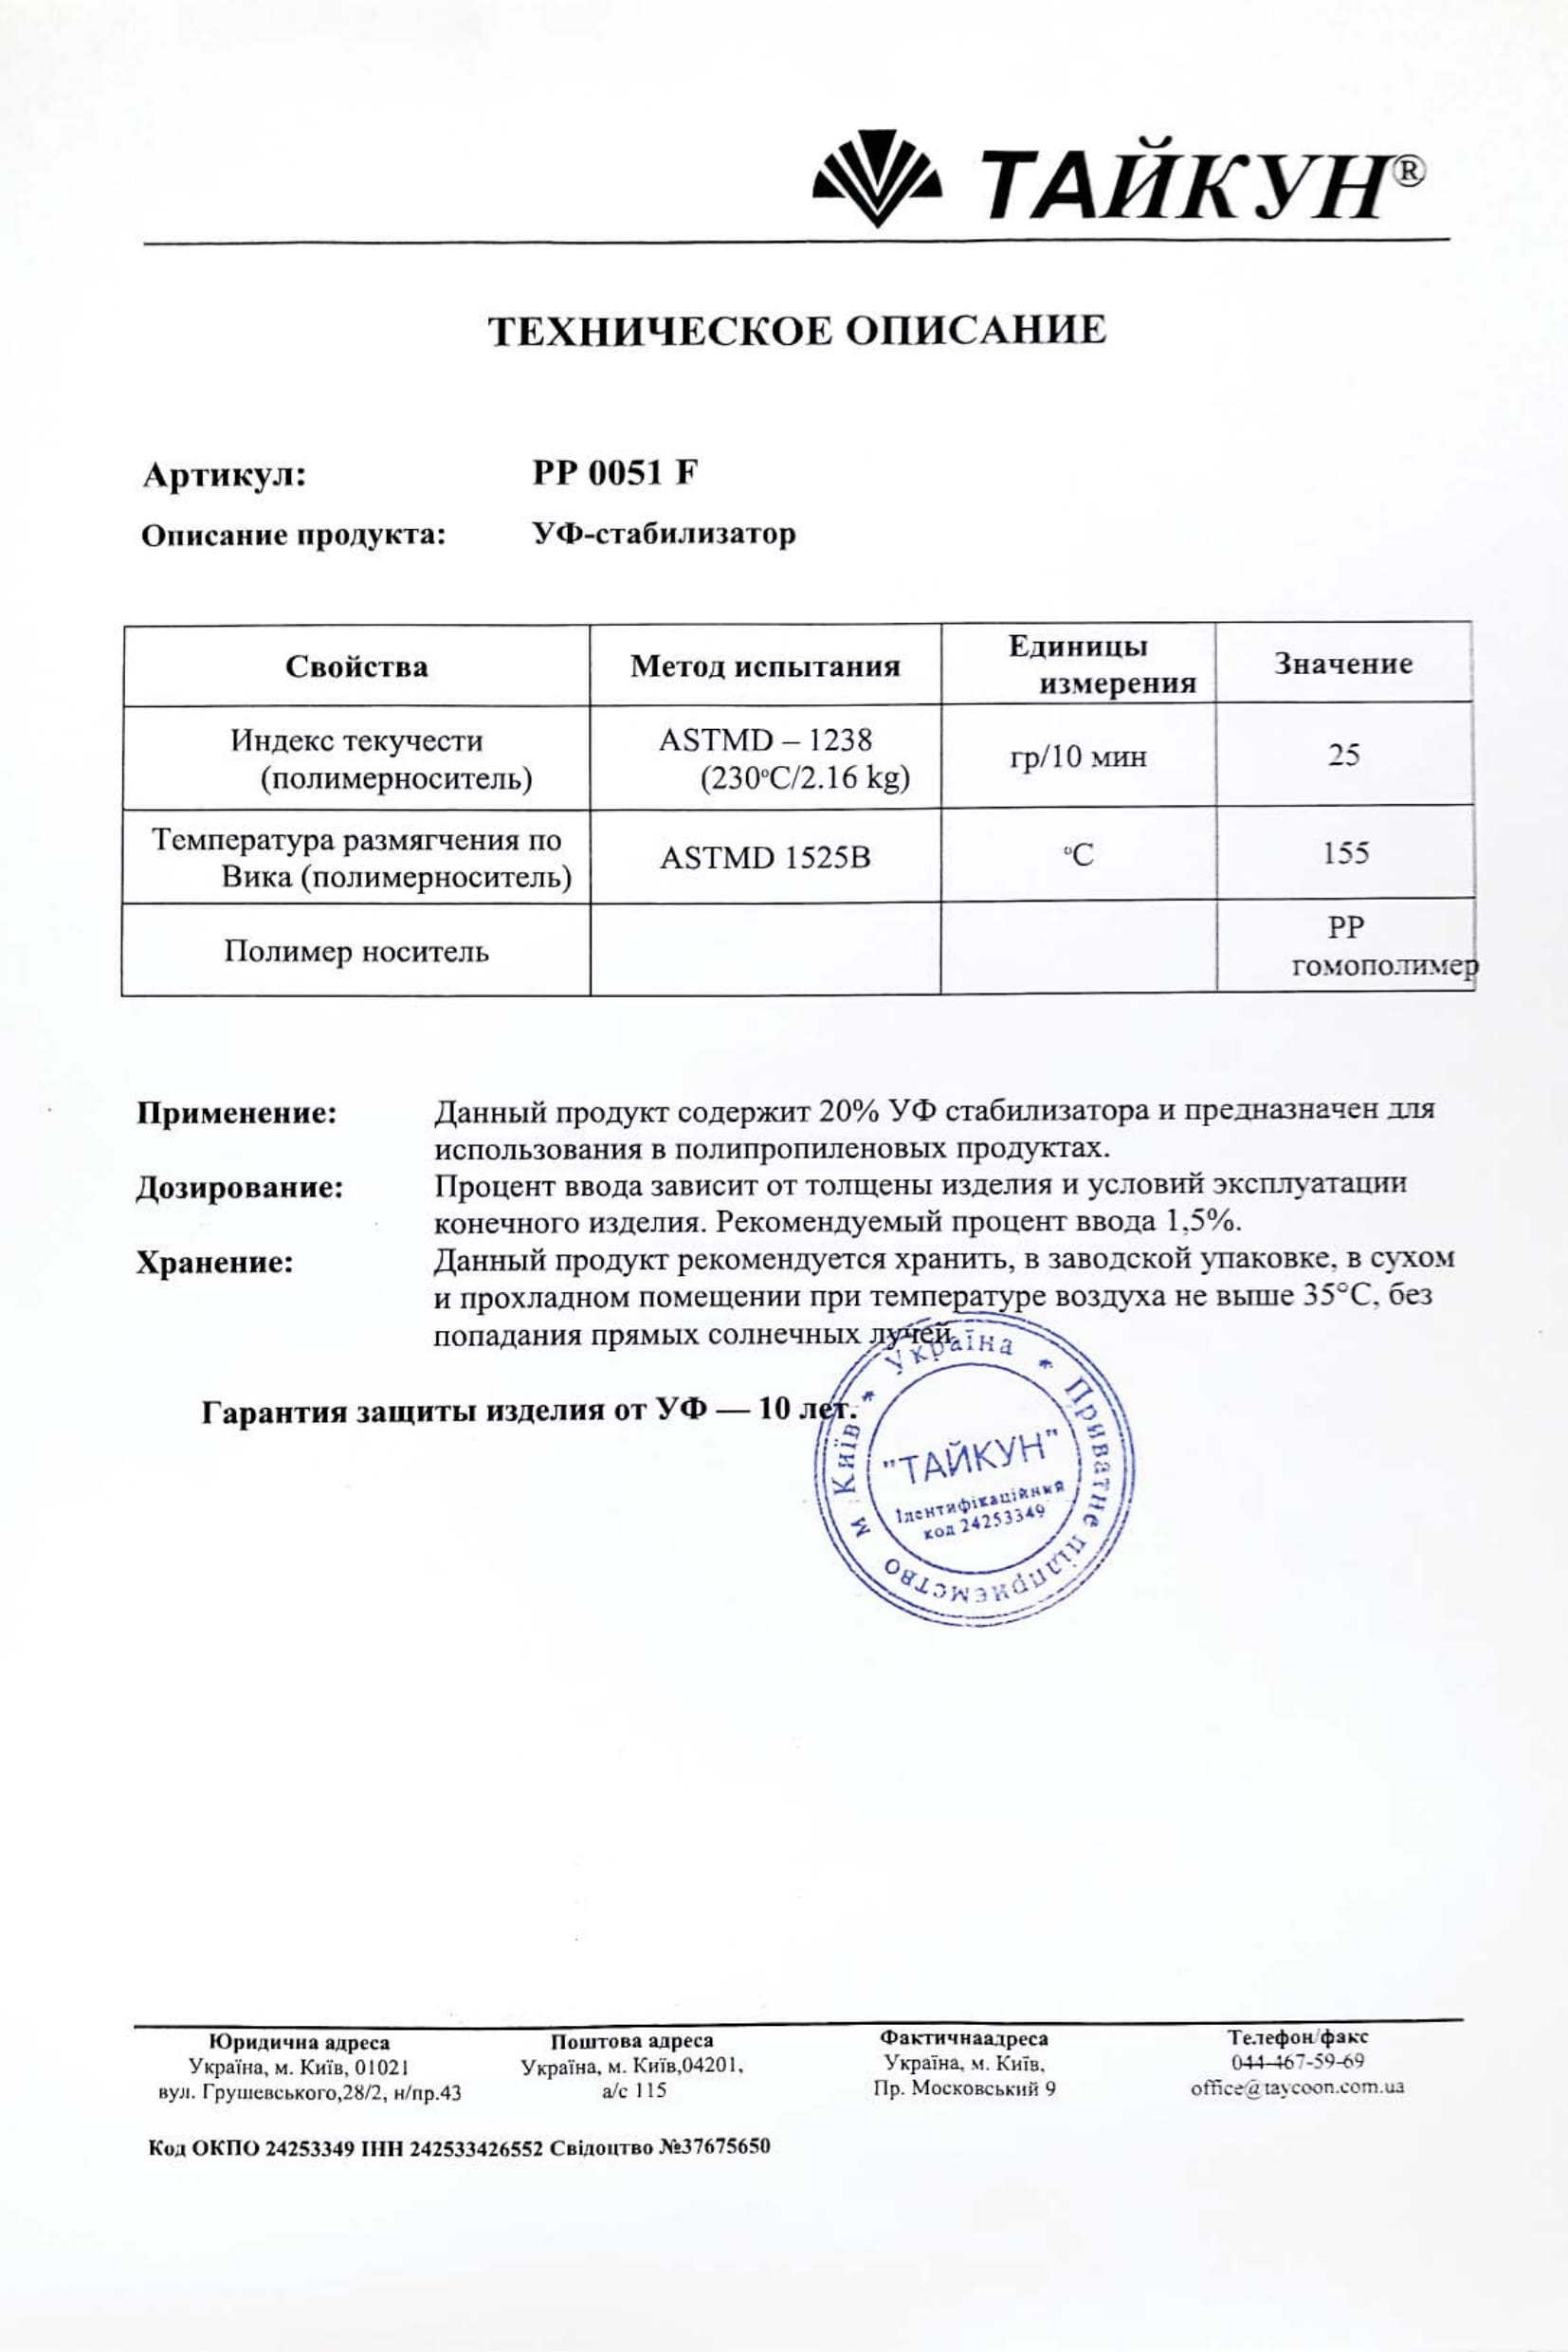 ТАЙКУН®
ТЕХНИЧЕСКОЕ ОПИСАНИЕ
Артикул: PP 0051 F
Описание продукта: УФ-стабилизатор
Свойства Метод испытания Единицы измерения Значение
Индекс текучести (полимерноситель) ASTMD – 1238 (230ºC/2.16 kg) гр/10 мин 25
Температура размягчения по Вика (полимерноситель) ASTMD 1525B ºC 155
Полимер носитель PP гомополимер
Применение: Данный продукт содержит 20% УФ стабилизатора и предназначен для
использования в полипропиленовых продуктах.
Дозирование: Процент ввода зависит от толщены изделия и условий эксплуатации
конечного изделия. Рекомендуемый процент ввода 1,5%.
Хранение: Данный продукт рекомендуется хранить, в заводской упаковке, в сухом
и прохладном помещении при температуре воздуха не выше 35°C, без
попадания прямых солнечных лучей.
Гарантия защиты изделия от УФ — 10 лет.
м Київ * Україна * Приватне підприємство
"ТАЙКУН"
Ідентифікаційний
код 24253349
Юридична адреса Поштова адреса Фактичнаадреса Телефон/факс
Україна, м. Київ, 01021 Україна, м. Київ,04201, Україна, м. Київ, 044-467-59-69
вул. Грушевського,28/2, н/пр.43 а/с 115 Пр. Московський 9 office@taycoon.com.ua
Код ОКПО 24253349 ІНН 242533426552 Свідоцтво №37675650